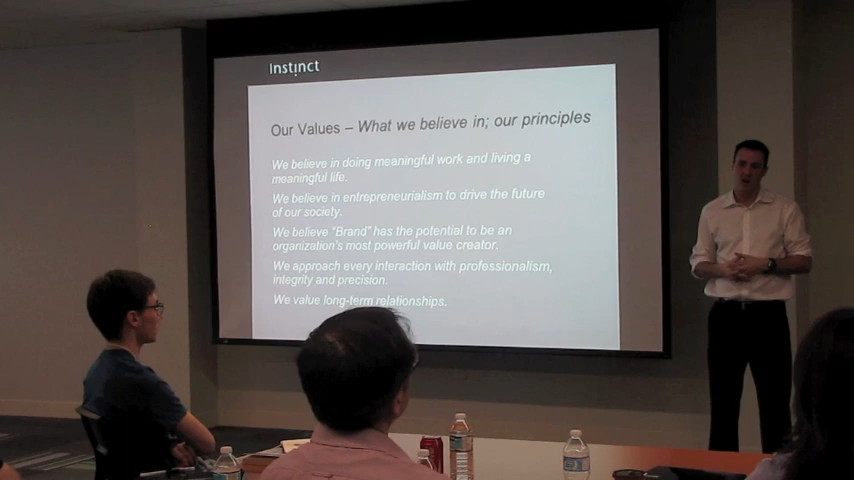 Instinct
Our Values – What we believe in; our principles
We believe in doing meaningful work and living a
meaningful life.
We believe in entrepreneurialism to drive the future
of our society.
We believe "Brand" has the potential to be an
organization's most powerful value creator.
We approach every interaction with professionalism,
integrity and precision.
We value long-term relationships.